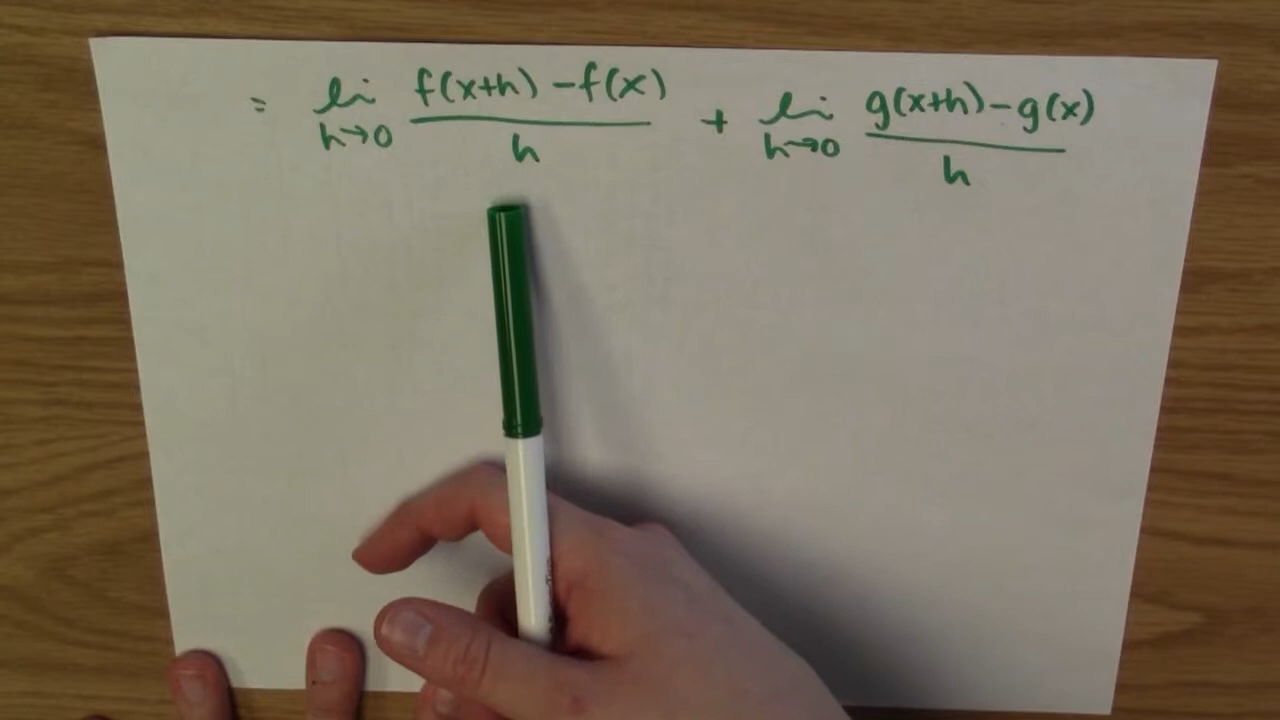 = lim h→0 f(x+h) - f(x) / h + lim h→0 g(x+h) - g(x) / h